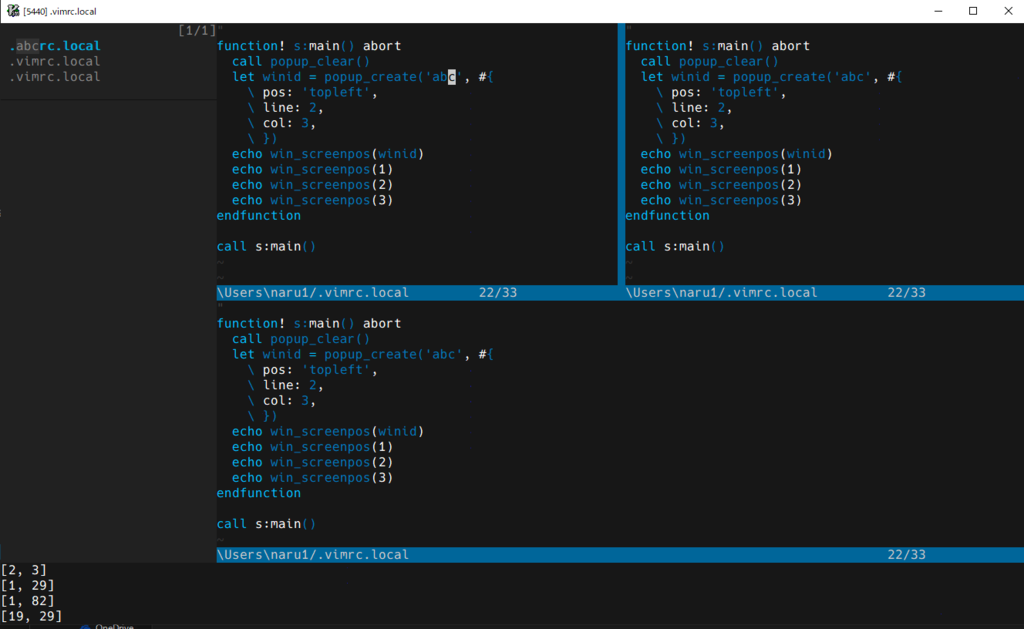 [5440] .vimrc.local
[1/1]
.abcrc.local
.vimrc.local
.vimrc.local
"
function! s:main() abort
  call popup_clear()
  let winid = popup_create('abc', #{
    \ pos: 'topleft',
    \ line: 2,
    \ col: 3,
    \ })
  echo win_screenpos(winid)
  echo win_screenpos(1)
  echo win_screenpos(2)
  echo win_screenpos(3)
endfunction
call s:main()
~
~
\Users\naru1/.vimrc.local 22/33
function! s:main() abort
  call popup_clear()
  let winid = popup_create('abc', #{
    \ pos: 'topleft',
    \ line: 2,
    \ col: 3,
    \ })
  echo win_screenpos(winid)
  echo win_screenpos(1)
  echo win_screenpos(2)
  echo win_screenpos(3)
endfunction
call s:main()
~
~
\Users\naru1/.vimrc.local 22/33
"
function! s:main() abort
  call popup_clear()
  let winid = popup_create('abc', #{
    \ pos: 'topleft',
    \ line: 2,
    \ col: 3,
    \ })
  echo win_screenpos(winid)
  echo win_screenpos(1)
  echo win_screenpos(2)
  echo win_screenpos(3)
endfunction
call s:main()
~
\Users\naru1/.vimrc.local 22/33
[2, 3]
[1, 29]
[1, 82]
[19, 29]
OneDrive